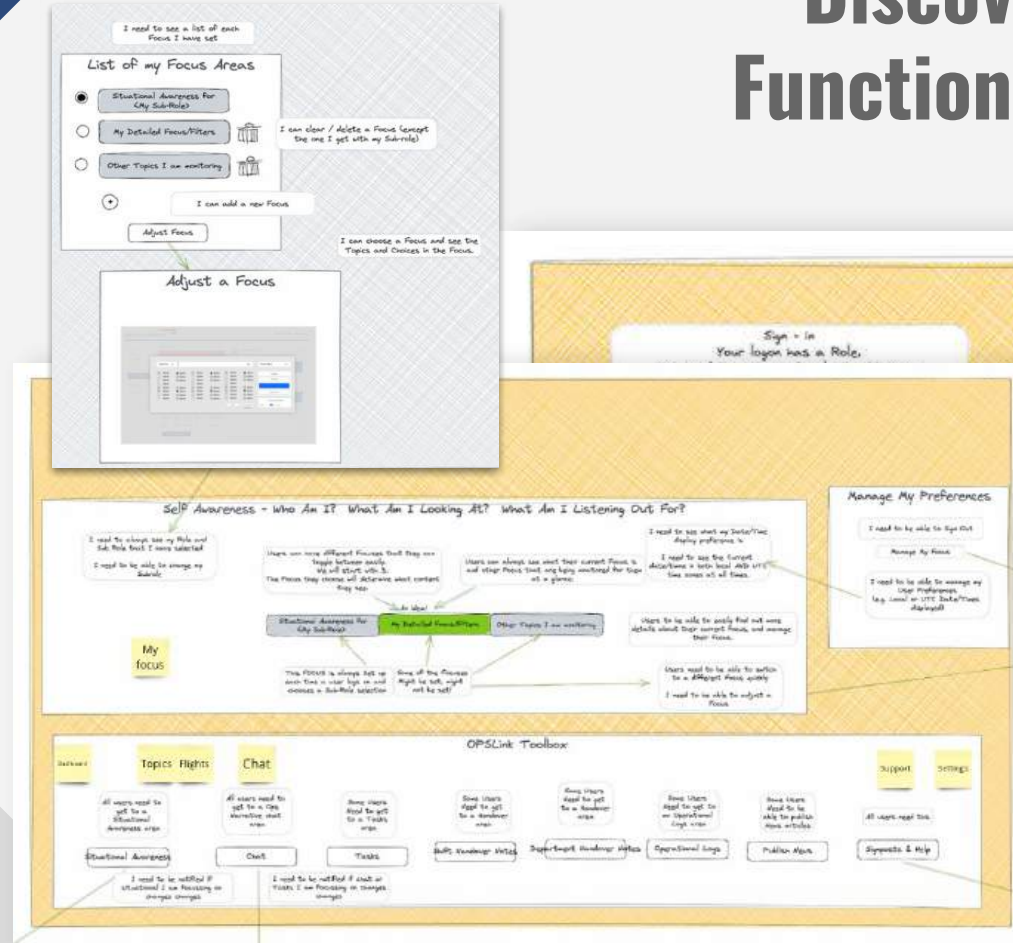 Discov
Function
I need to see a list of each
Focus I have set
List of my Focus Areas
Situational Awareness for
<My Sub-Role>
My Detailed Focus/Filters
Other Topics I am monitoring
I can clear / delete a Focus (except
the one I get with my Sub-role)
+
I can add a new Focus
Adjust Focus
I can choose a Focus and see the
Topics and Choices in the Focus.
Adjust a Focus
Sign - in
Your logon has a Role,
Self Awareness - Who Am I? What Am I Looking At? What Am I Listening Out For?
I need to always see my Role and
Sub Role that I have selected
I need to be able to change my
Subrole
Users can have different Focuses that they can
toggle between easily.
We will start with 3.
The Focus they choose will determine what content
they see.
Users can always see what their current Focus is
and other Focus that are being monitored for them
at a glance.
I need to see what my Date/Time
display preference is
I need to see the Current
date/time in both local AND UTC
time zones at all times.
Situational Awareness for
<My Sub-Role>
My Detailed Focus/Filters
Other Topics I am monitoring
Users to be able to easily find out more
details about their current Focus, and manage
their Focus.
My
focus
This FOCUS is always set up
each time a user logs on and
chooses a Sub-Role selection
Some of the Focuses
might be set, might
not be set!
Users need to be able to switch
to a different Focus quickly
I need to be able to adjust a
Focus
Manage My Preferences
I need to be able to Sign Out
Manage My Focus
I need to be able to manage my
User Preferences
(e.g. Local or UTC Date/Times
displayed)
OPSLink Toolbox
Dashboard
Topics
Flights
Chat
Support
Settings
All users need to
get to a
Situational
Awareness area
All users need to
get to a Ops
Narrative chat
area
Some Users
Need to get
to a Tasks
area
Some Users
Need to get
to a Handover
area
Some Users
Need to get
to a Handover
area
Some Users
Need to get to
an Operational
Logs area
Some Users
Need to be
able to publish
News articles
All users need this
Situational Awareness
Chat
Tasks
Shift Handover Notes
Department Handover Notes
Operational Logs
Publish News
Signposts & Help
I need to be notified if
situational I am focussing on
changes changes
I need to be notified if chat or
Tasks I am Focussing on changes
changes